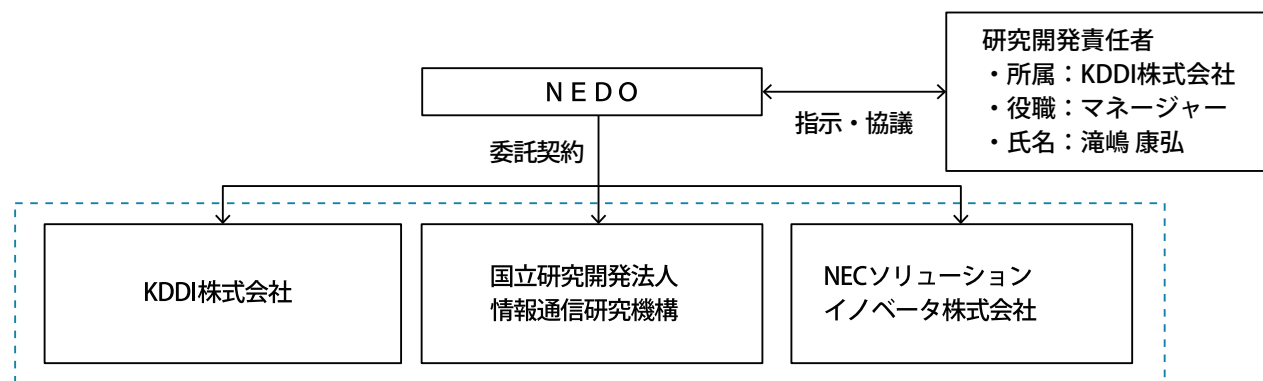 研究開発責任者
・所属：KDDI株式会社
・役職：マネージャー
・氏名：滝嶋 康弘
NEDO
指示・協議
委託契約
KDDI株式会社
国立研究開発法人
情報通信研究機構
NECソリューション
イノベータ株式会社